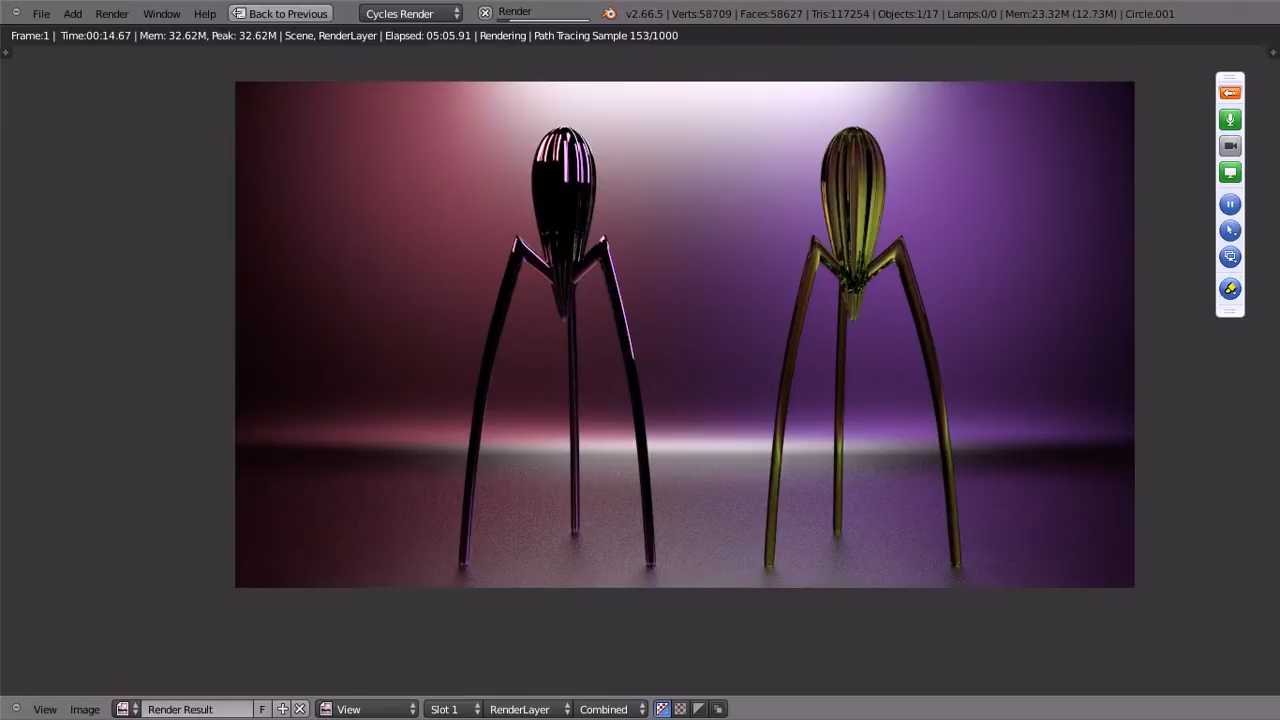 File Add Render Window Help Back to Previous Cycles Render Render v2.66.5 | Verts:58709 | Faces:58627 | Tris:117254 | Objects:1/17 | Lamps:0/0 | Mem:23.32M (12.73M) | Circle.001
Frame:1 | Time:00:14.67 | Mem: 32.62M, Peak: 32.62M | Scene, RenderLayer | Elapsed: 05:05.91 | Rendering | Path Tracing Sample 153/1000
View Image Render Result F View Slot 1 RenderLayer Combined